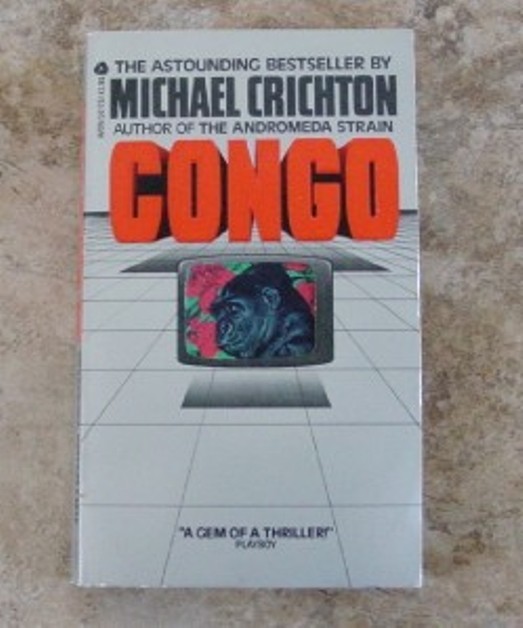 THE ASTOUNDING BESTSELLER BY
MICHAEL CRICHTON
AUTHOR OF THE ANDROMEDA STRAIN
CONGO
"A GEM OF A THRILLER!"
PLAYBOY